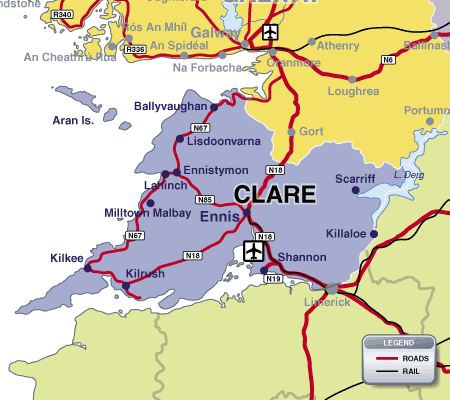 ndstone
R340
Cnós An Mhíl
R336
An Spidéal
An Cheathrú Rua
Na Forbacha
Galway
Oranmore
Athenry
Ballinasl
N6
Loughrea
Portumn
Gort
Aran Is.
Ballyvaughan
N67
Lisdoonvarna
Ennistymon
Lahinch
N18
L. Derg
Scarriff
N85
CLARE
Milltown Malbay
Ennis
N67
N18
Killaloe
Kilkee
N18
Shannon
Kilrush
N19
Limerick
LEGEND
ROADS
RAIL